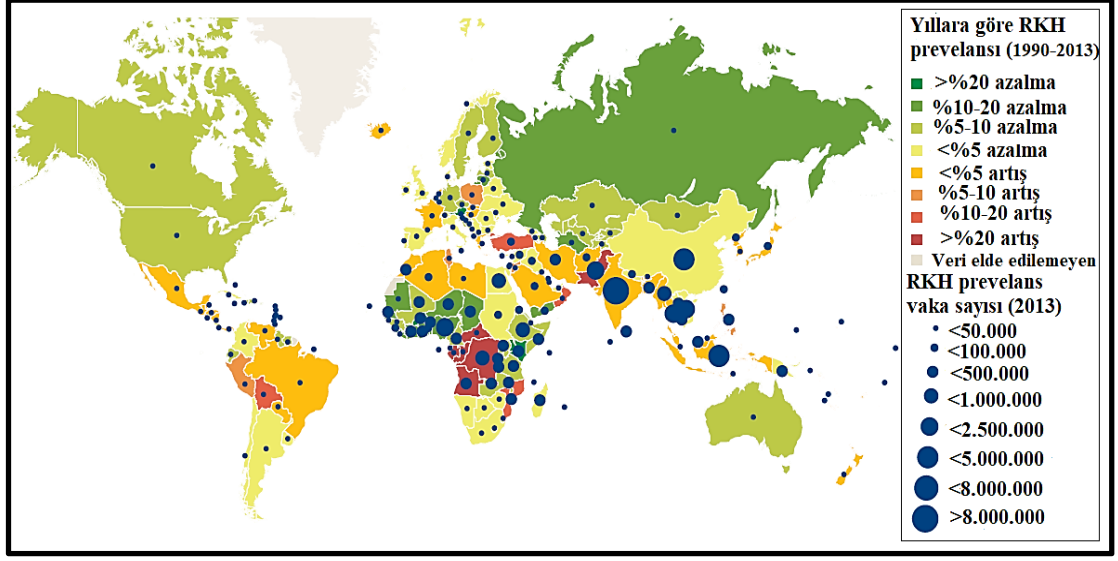 Yıllara göre RKH
prevelansı (1990-2013)
>%20 azalma
%10-20 azalma
%5-10 azalma
<%5 azalma
<%5 artış
%5-10 artış
%10-20 artış
>%20 artış
Veri elde edilemeyen
RKH prevelans
vaka sayısı (2013)
<50.000
<100.000
<500.000
<1.000.000
<2.500.000
<5.000.000
<8.000.000
>8.000.000